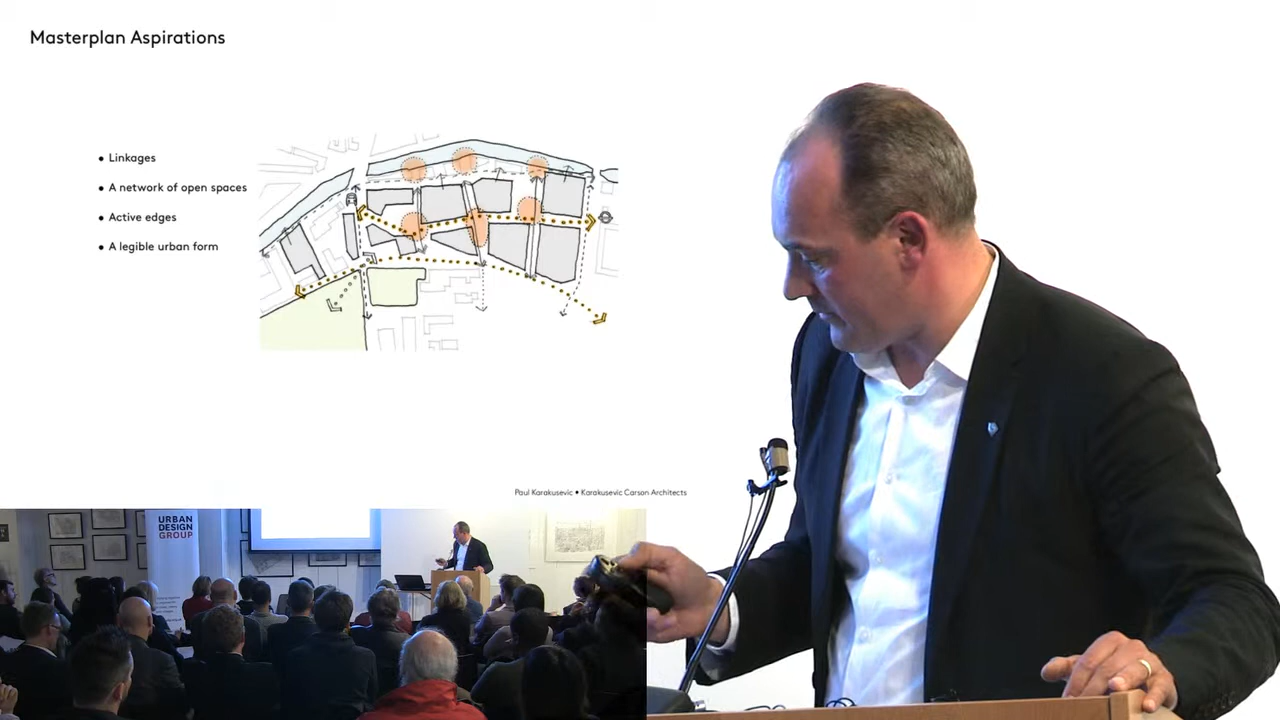 Masterplan Aspirations
• Linkages
• A network of open spaces
• Active edges
• A legible urban form
Paul Karakusevic • Karakusevic Carson Architects
URBAN
DESIGN
GROUP